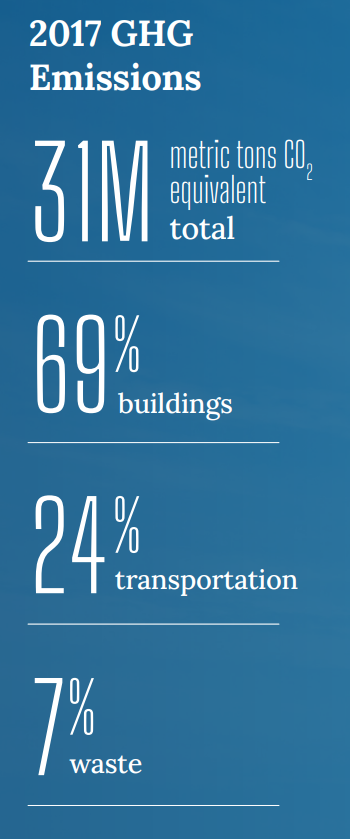 2017 GHG
Emissions
31M metric tons CO₂
equivalent
total
69%
buildings
24%
transportation
7%
waste